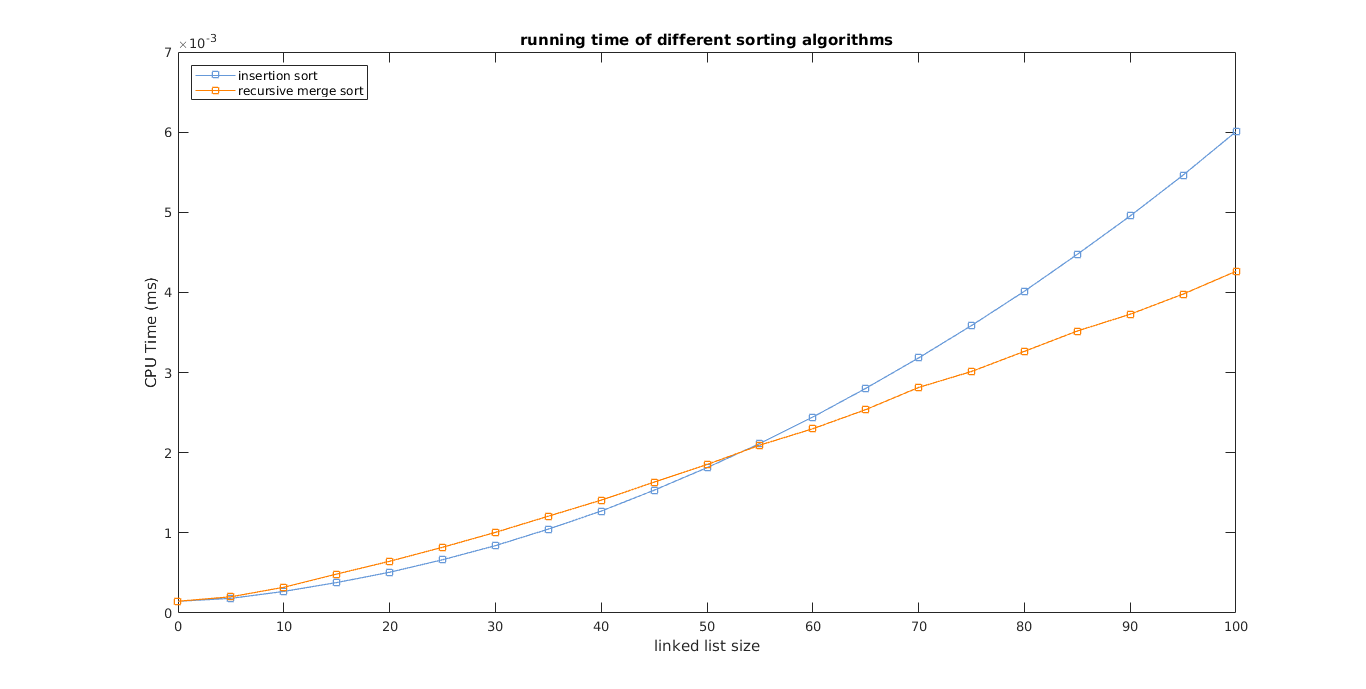 running time of different sorting algorithms
×10-3
insertion sort
recursive merge sort
7
6
5
4
3
2
1
0
CPU Time (ms)
0 10 20 30 40 50 60 70 80 90 100
linked list size